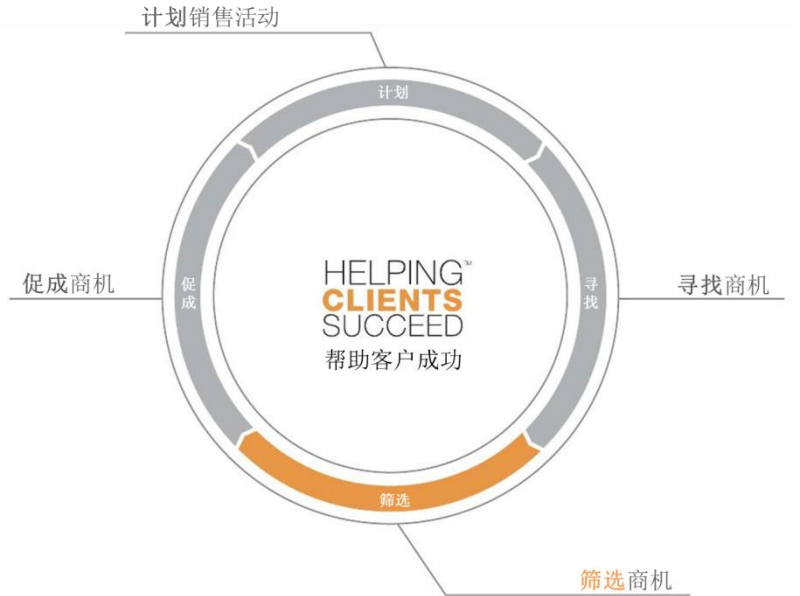 计划销售活动
计划
促成商机
促成
HELPING™
CLIENTS
SUCCEED
帮助客户成功
寻找
寻找商机
筛选
筛选商机